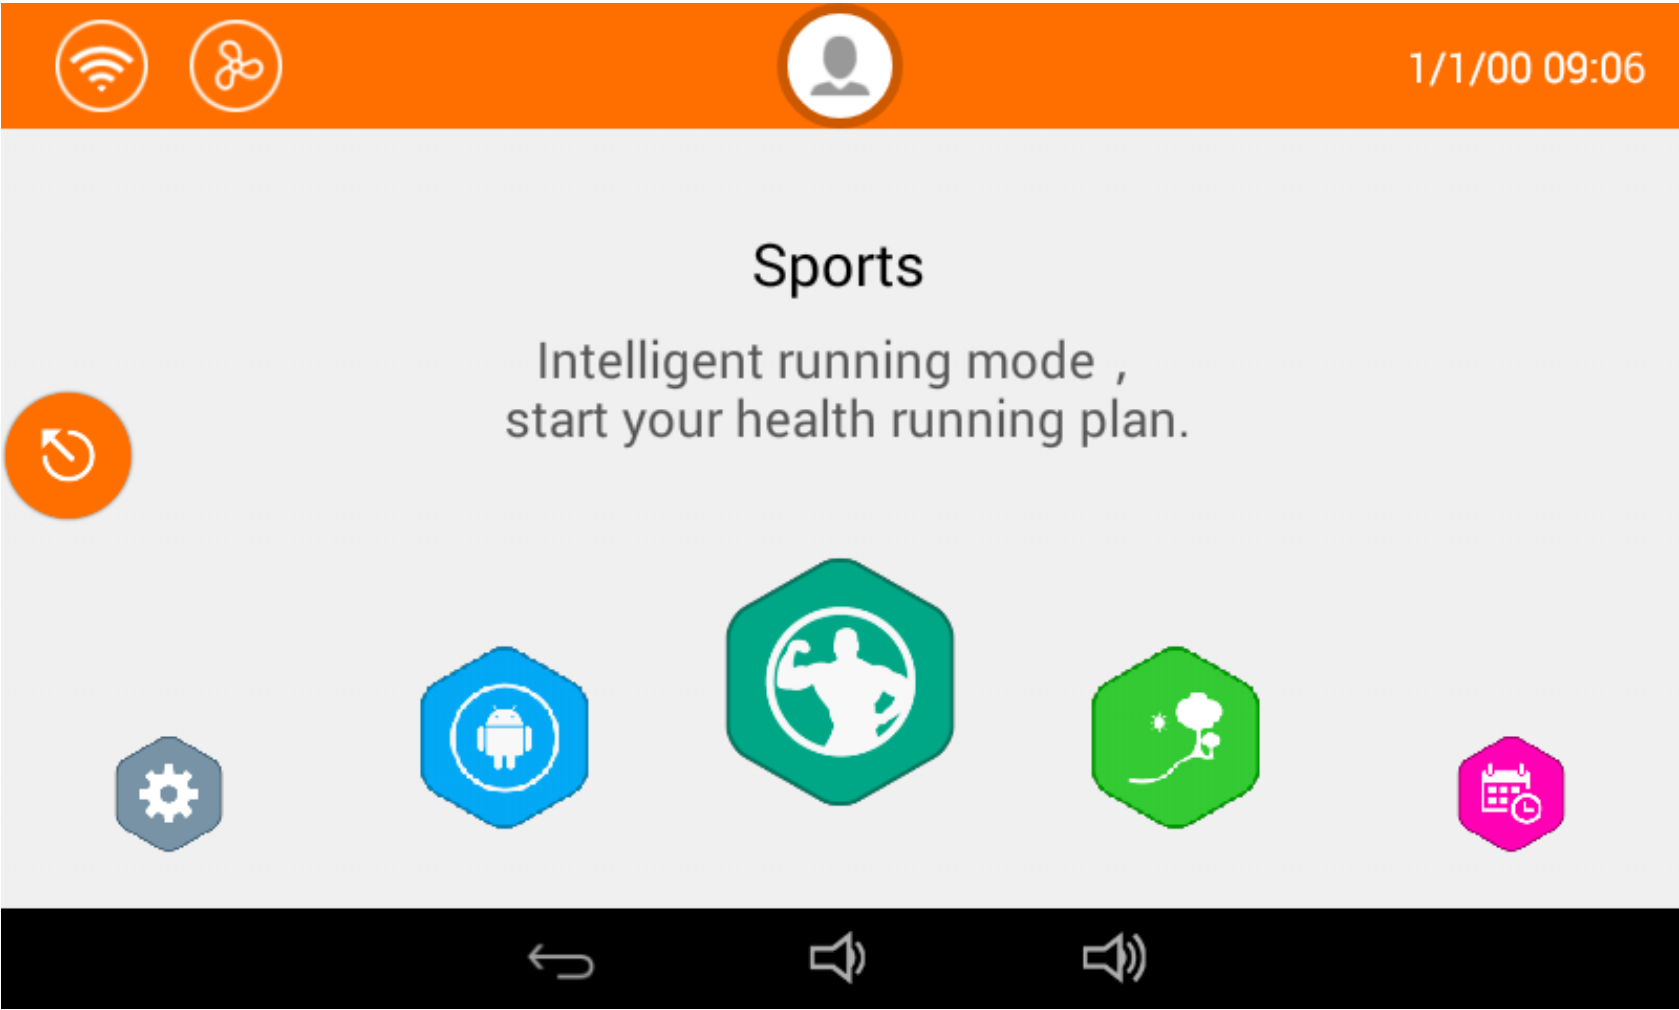 1/1/00 09:06
Sports
Intelligent running mode ,
start your health running plan.